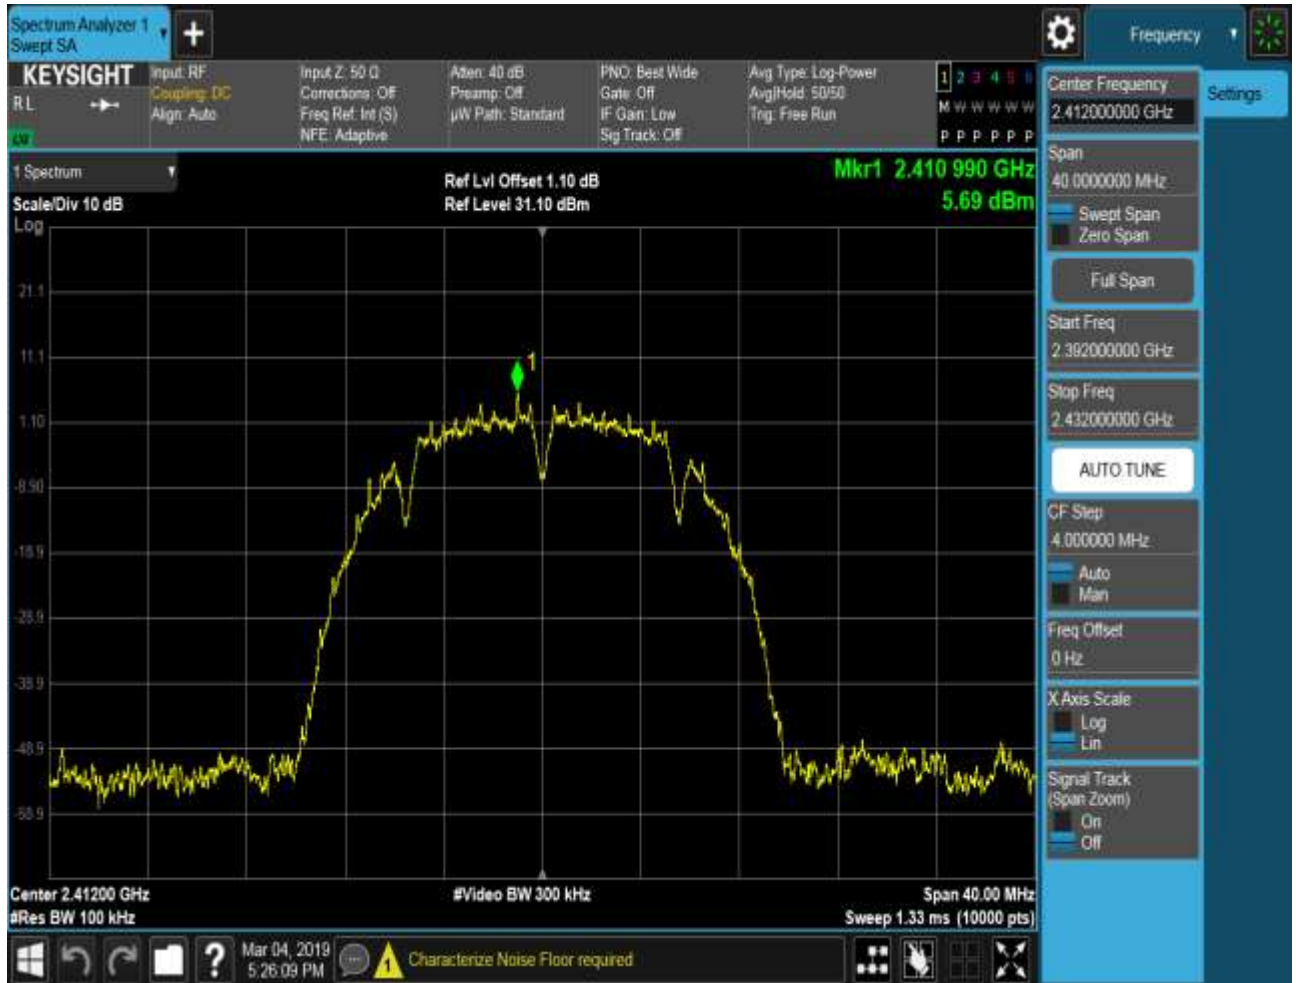 Spectrum Analyzer 1
Swept SA
+
Frequency
KEYSIGHT
R L
Input: RF
Coupling: DC
Align: Auto
Input Z: 50 Ω
Corrections: Off
Freq Ref: Int (S)
NFE: Adaptive
Atten: 40 dB
Preamp: Off
µW Path: Standard
PNO: Best Wide
Gate: Off
IF Gain: Low
Sig Track: Off
Avg Type: Log-Power
Avg|Hold: 50/50
Trig: Free Run
1 2 3 4 5 6
M W W W W W
P P P P P P
1 Spectrum
Scale/Div 10 dB
Log
Ref Lvl Offset 1.10 dB
Ref Level 31.10 dBm
Mkr1 2.410 990 GHz
5.69 dBm
21.1
11.1
1.10
-8.90
-18.9
-28.9
-38.9
-48.9
-58.9
1
Center 2.41200 GHz
#Res BW 100 kHz
#Video BW 300 kHz
Span 40.00 MHz
Sweep 1.33 ms (10000 pts)
Center Frequency
2.412000000 GHz
Settings
Span
40.0000000 MHz
Swept Span
Zero Span
Full Span
Start Freq
2.392000000 GHz
Stop Freq
2.432000000 GHz
AUTO TUNE
CF Step
4.000000 MHz
Auto
Man
Freq Offset
0 Hz
X Axis Scale
Log
Lin
Signal Track
(Span Zoom)
On
Off
?
Mar 04, 2019
5:26:09 PM
Characterize Noise Floor required